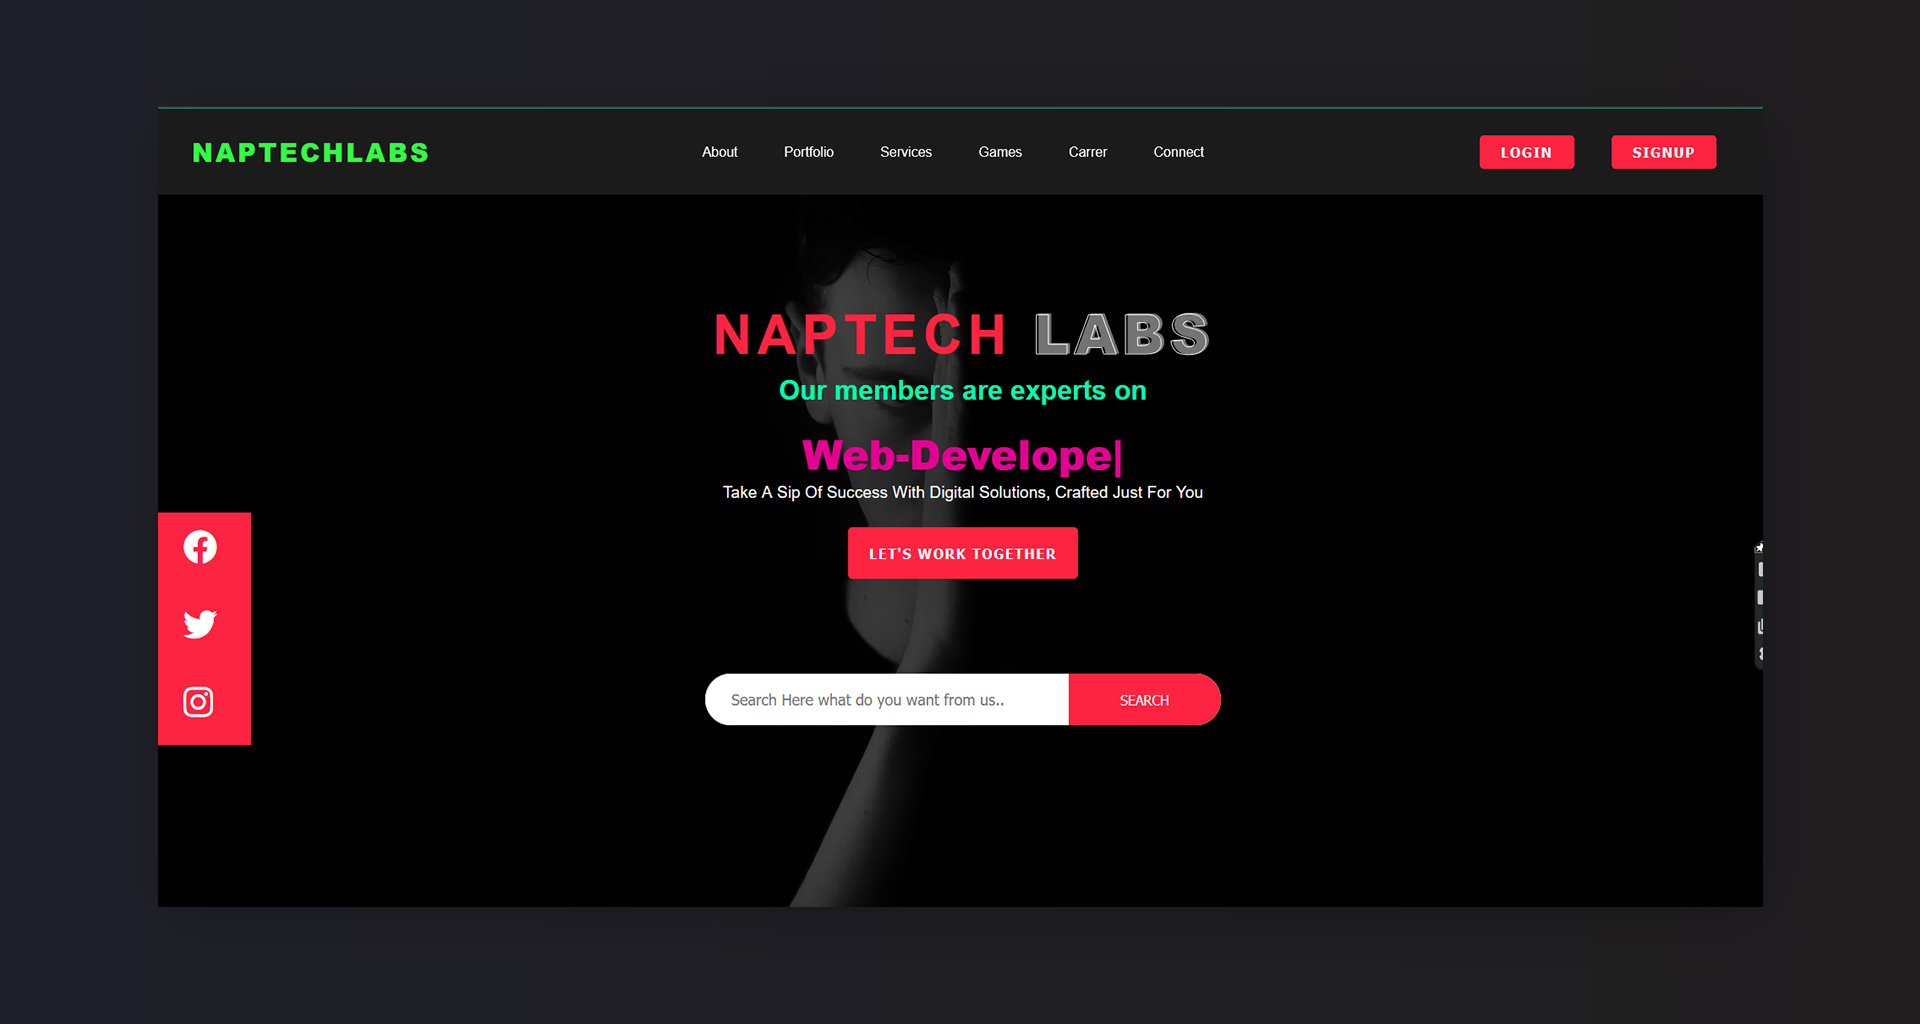 NAPTECHLABS
About Portfolio Services Games Carrer Connect
LOGIN SIGNUP
NAPTECH LABS
Our members are experts on
Web-Develope|
Take A Sip Of Success With Digital Solutions, Crafted Just For You
LET'S WORK TOGETHER
Search Here what do you want from us.. SEARCH